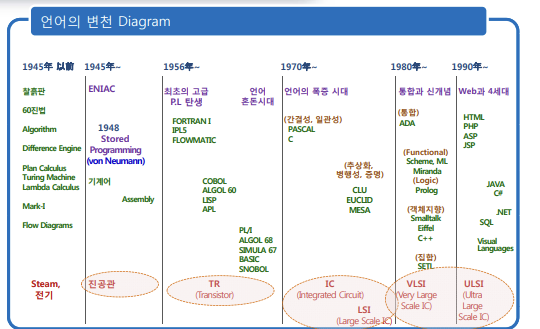 언어의 변천 Diagram
1945年 以前
1945年~
1956年~
1970年~
1980年~
1990年~
찰흙판
60진법
Algorithm
Difference Engine
Plan Calculus
Turing Machine
Lambda Calculus
Mark-I
Flow Diagrams
Steam,
전기
ENIAC
1948
Stored
Programming
(von Neumann)
기계어
Assembly
진공관
최초의 고급
P.L 탄생
언어
혼돈시대
FORTRAN I
IPL5
FLOWMATIC
COBOL
ALGOL 60
LISP
APL
PL/I
ALGOL 68
SIMULA 67
BASIC
SNOBOL
TR
(Transistor)
언어의 폭증 시대
(간결성, 일관성)
PASCAL
C
(추상화,
병행성, 증명)
CLU
EUCLID
MESA
IC
(Integrated Circuit)
LSI
(Large Scale IC)
통합과 신개념
(통합)
ADA
(Functional)
Scheme, ML
Miranda
(Logic)
Prolog
(객체지향)
Smalltalk
Eiffel
C++
(집합)
SETL
VLSI
(Very Large
Scale IC)
Web과 4세대
HTML
PHP
ASP
JSP
JAVA
C#
.NET
SQL
Visual
Languages
ULSI
(Ultra
Large
Scale IC)